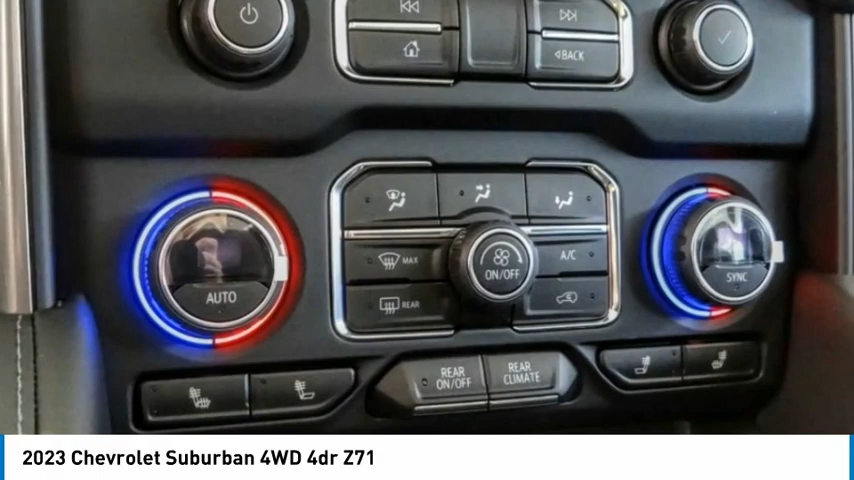 BACK
MAX
A/C
ON/OFF
AUTO
SYNC
REAR
REAR
ON/OFF
REAR
CLIMATE
2023 Chevrolet Suburban 4WD 4dr Z71